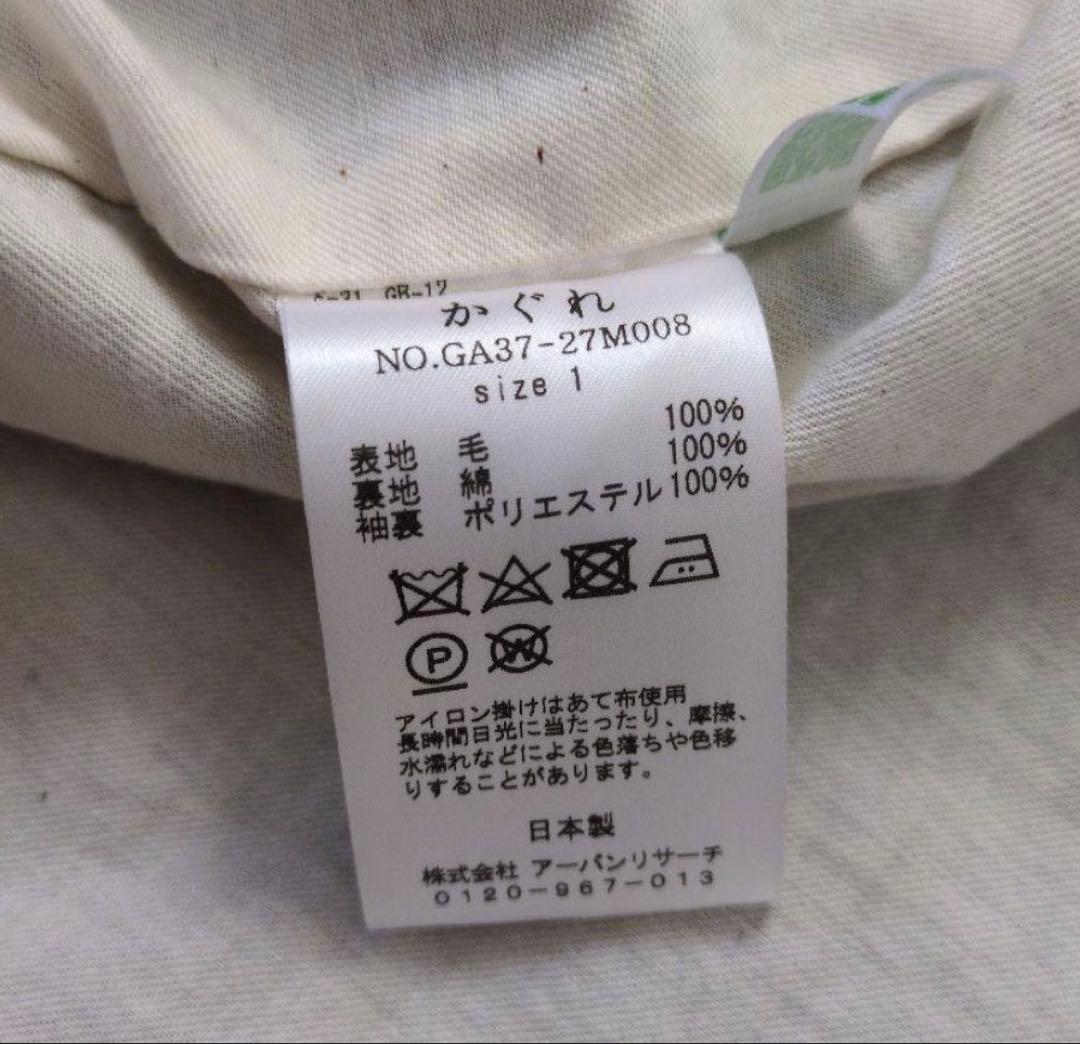 かぐれ
NO.GA37-27M008
size 1
100%
表地 毛 100%
裏地 綿 100%
袖裏 ポリエステル
P
W
アイロン掛けはあて布使用
長時間日光に当たったり、摩擦、
水濡れなどによる色落ちや色移
りすることがあります。
日本製
株式会社 アーバンリサーチ
0120-967-013